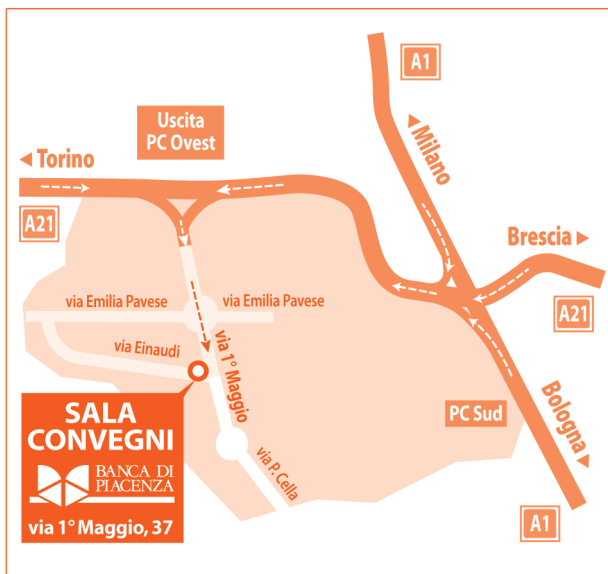 A1
Uscita
PC Ovest
Milano
Torino
A21
Brescia
A21
via Emilia Pavese
via Emilia Pavese
via Einaudi
via 1° Maggio
SALA
CONVEGNI
BANCA DI
PIACENZA
via 1° Maggio, 37
PC Sud
Bologna
via P. Cella
A1